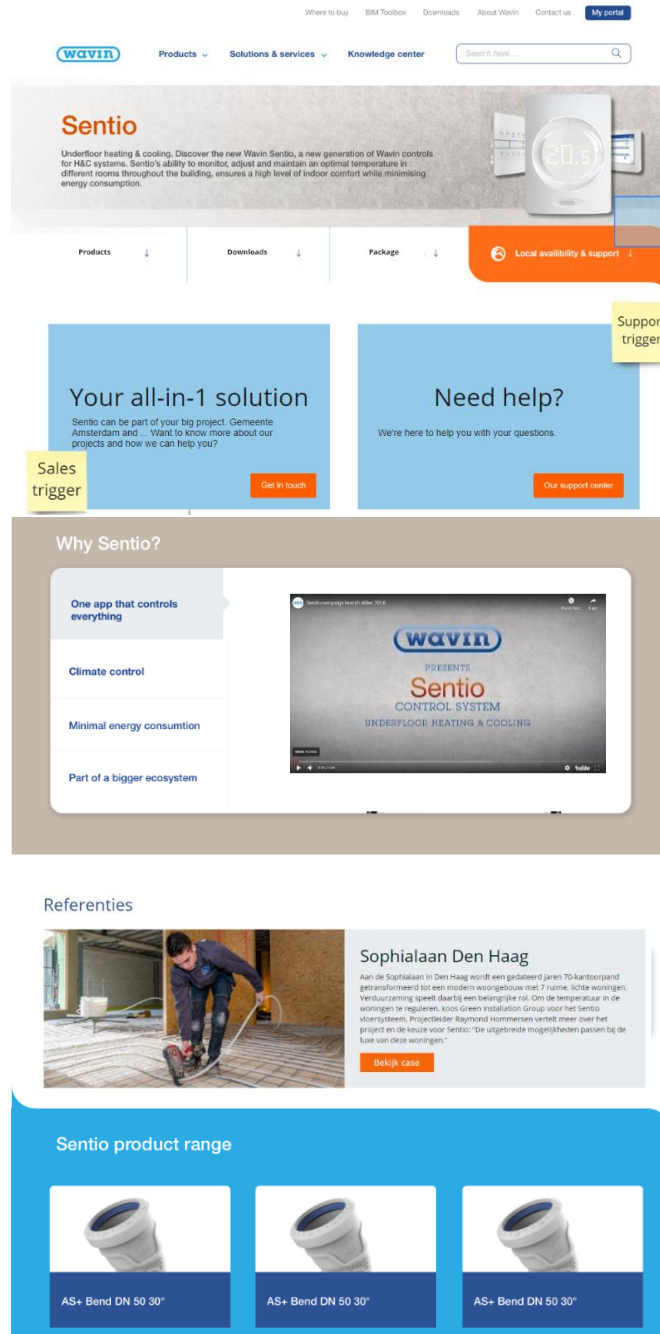 Where to buy BIM Toolbox Downloads About Wavin Contact us My portal
wavin Products Solutions & services Knowledge center Search here...
Sentio
Underfloor heating & cooling. Discover the new Wavin Sentio, a new generation of Wavin controls
for H&C systems. Sentio's ability to monitor, adjust and maintain an optimal temperature in
different rooms throughout the building, ensures a high level of indoor comfort while minimising
energy consumption.
20.5
Products Downloads Package Local availibility & support
Suppor
trigger
Your all-in-1 solution
Sentio can be part of your big project. Gemeente
Amsterdam and ... Want to know more about our
projects and how we can help you?
Get in touch
Sales
trigger
Need help?
We're here to help you with your questions.
Our support center
Why Sentio?
One app that controls
everything
Climate control
Minimal energy consumtion
Part of a bigger ecosystem
wavin
PRESENTS
Sentio
CONTROL SYSTEM
UNDERFLOOR HEATING & COOLING
YouTube
Referenties
Sophialaan Den Haag
Aan de Sophialaan in Den Haag wordt een gedateerd jaren 70-kantoorpand
getransformeerd tot een modern woongebouw met 7 ruime, lichte woningen.
Verduurzaming speelt daarbij een belangrijke rol. Om de temperatuur in de
woningen te reguleren, koos Green Installation Group voor het Sentio
vloersysteem. Projectleider Raymond Hommersen vertelt meer over het
project en de keuze voor Sentio: "De uitgebreide mogelijkheden passen bij de
luxe van deze woningen."
Bekijk case
Sentio product range
AS+ Bend DN 50 30°
AS+ Bend DN 50 30°
AS+ Bend DN 50 30°